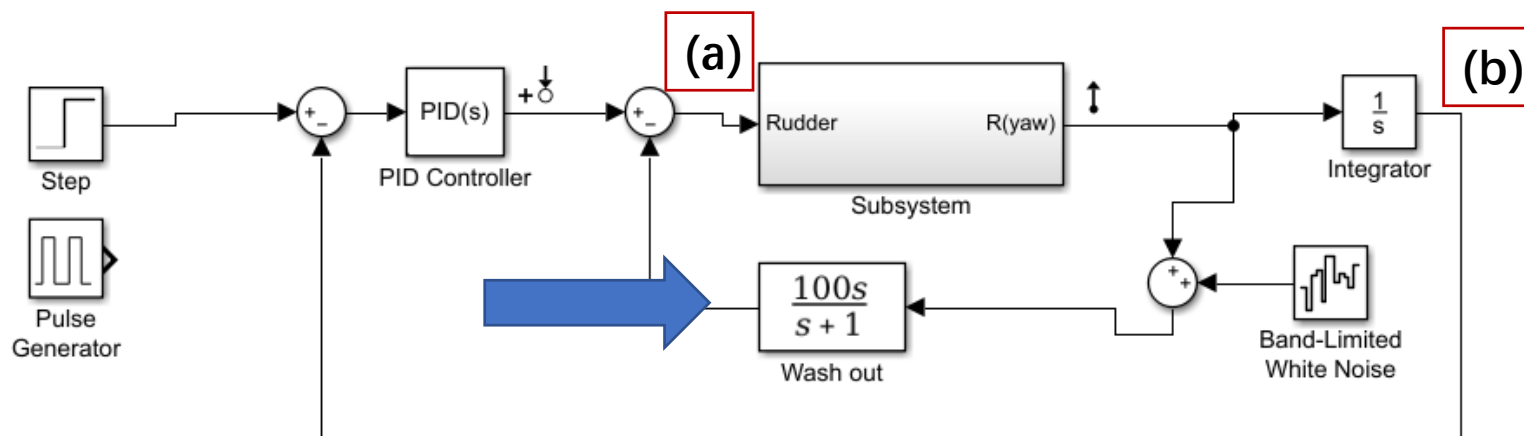 (a)
(b)
+
−
PID(s)
+
+
−
Rudder
R(yaw)
1
s
Step
PID Controller
Subsystem
Integrator
100s
s + 1
+
+
Pulse
Generator
Wash out
Band-Limited
White Noise